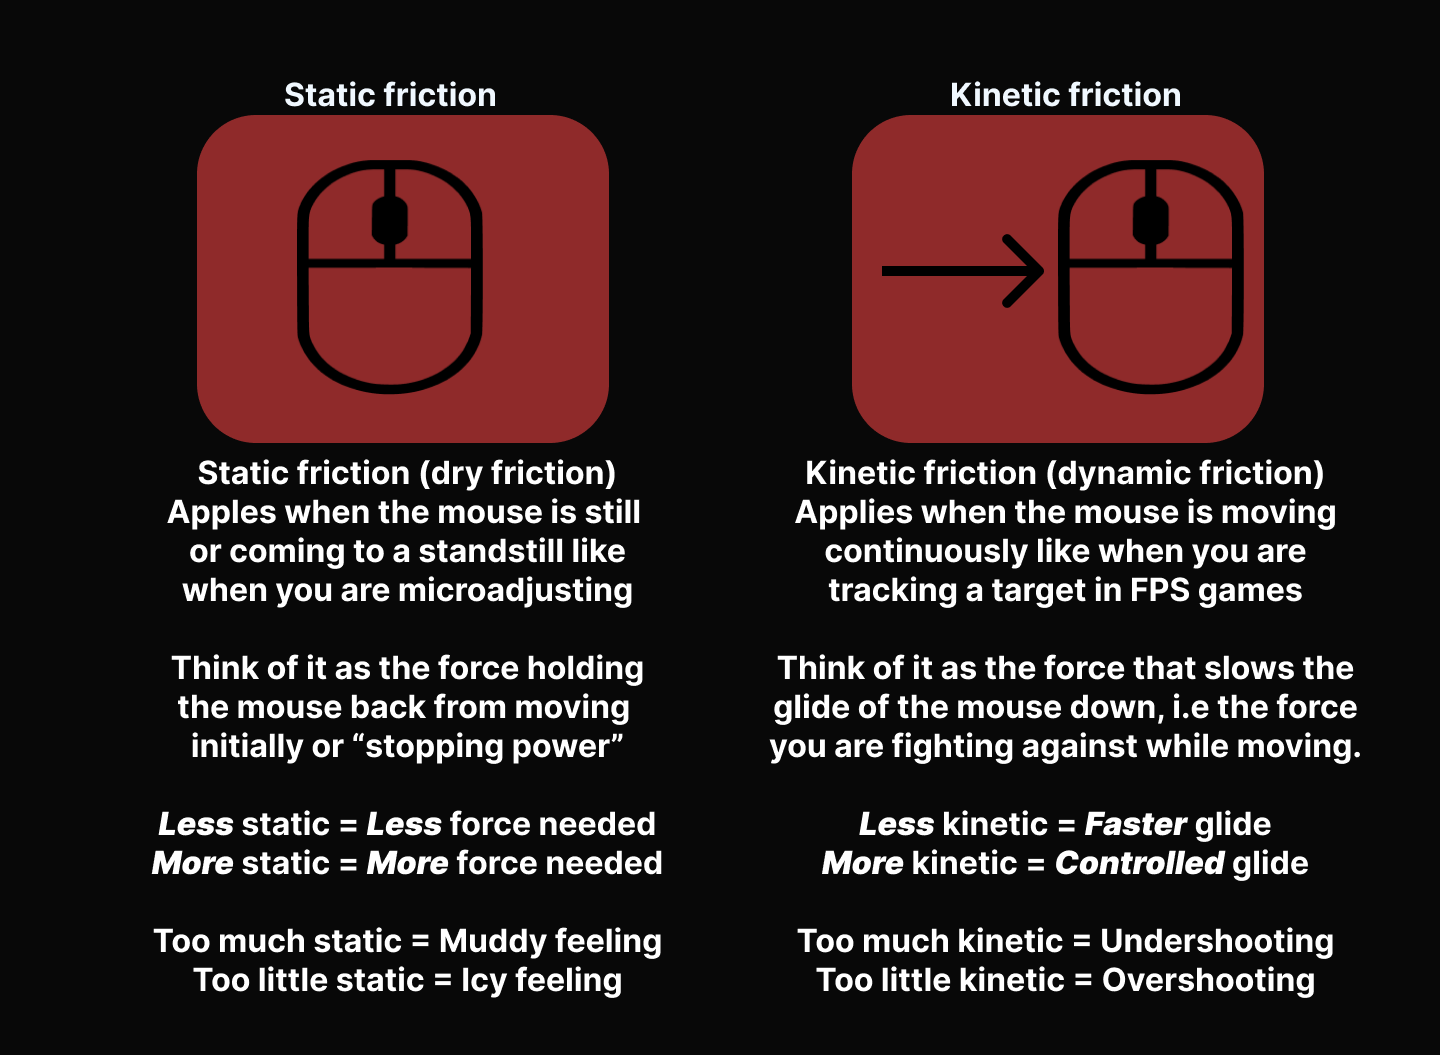 Static friction
Static friction (dry friction)
Apples when the mouse is still
or coming to a standstill like
when you are microadjusting
Think of it as the force holding
the mouse back from moving
initially or “stopping power”
Less static = Less force needed
More static = More force needed
Too much static = Muddy feeling
Too little static = Icy feeling
Kinetic friction
Kinetic friction (dynamic friction)
Applies when the mouse is moving
continuously like when you are
tracking a target in FPS games
Think of it as the force that slows the
glide of the mouse down, i.e the force
you are fighting against while moving.
Less kinetic = Faster glide
More kinetic = Controlled glide
Too much kinetic = Undershooting
Too little kinetic = Overshooting